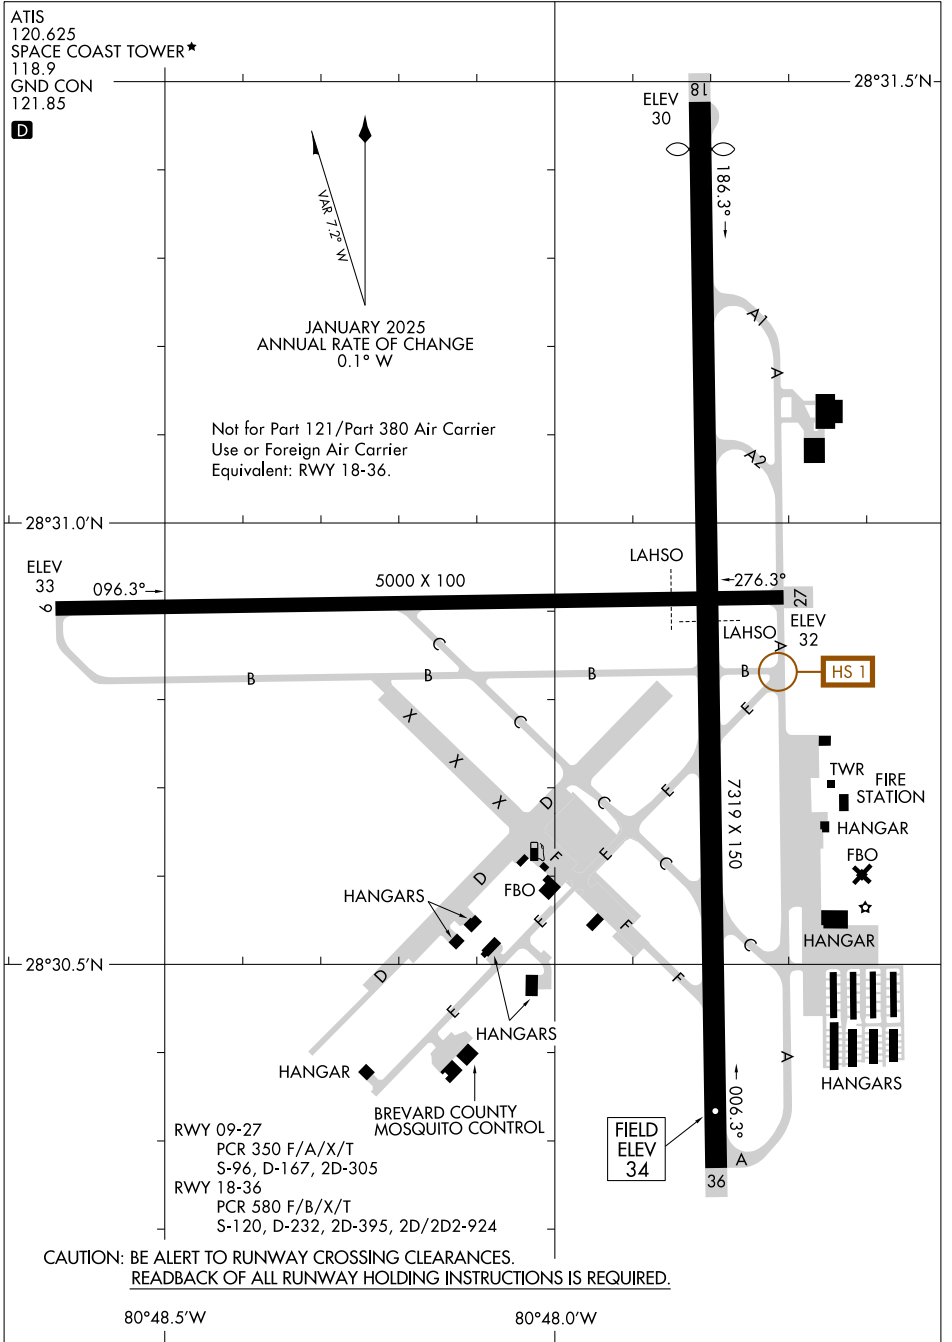 ATIS
120.625
SPACE COAST TOWER★
118.9
GND CON
121.85
D
28°31.5'N
18
ELEV
30
186.3°
VAR 7.2° W
JANUARY 2025
ANNUAL RATE OF CHANGE
0.1° W
A1
A
Not for Part 121/Part 380 Air Carrier
Use or Foreign Air Carrier
Equivalent: RWY 18-36.
A2
28°31.0'N
LAHSO
ELEV
33
9
096.3°
5000 X 100
276.3°
27
ELEV
32
LAHSO
A
C
B
B
B
B
HS 1
X
C
E
X
TWR
FIRE
STATION
E
7319 X 150
X
D
C
HANGAR
F
E
C
FBO
D
FBO
HANGARS
E
F
C
HANGAR
28°30.5'N
D
F
E
HANGARS
A
HANGAR
HANGARS
006.3°
BREVARD COUNTY
MOSQUITO CONTROL
FIELD
ELEV
34
A
36
RWY 09-27
PCR 350 F/A/X/T
S-96, D-167, 2D-305
RWY 18-36
PCR 580 F/B/X/T
S-120, D-232, 2D-395, 2D/2D2-924
CAUTION: BE ALERT TO RUNWAY CROSSING CLEARANCES.
READBACK OF ALL RUNWAY HOLDING INSTRUCTIONS IS REQUIRED.
80°48.5'W
80°48.0'W